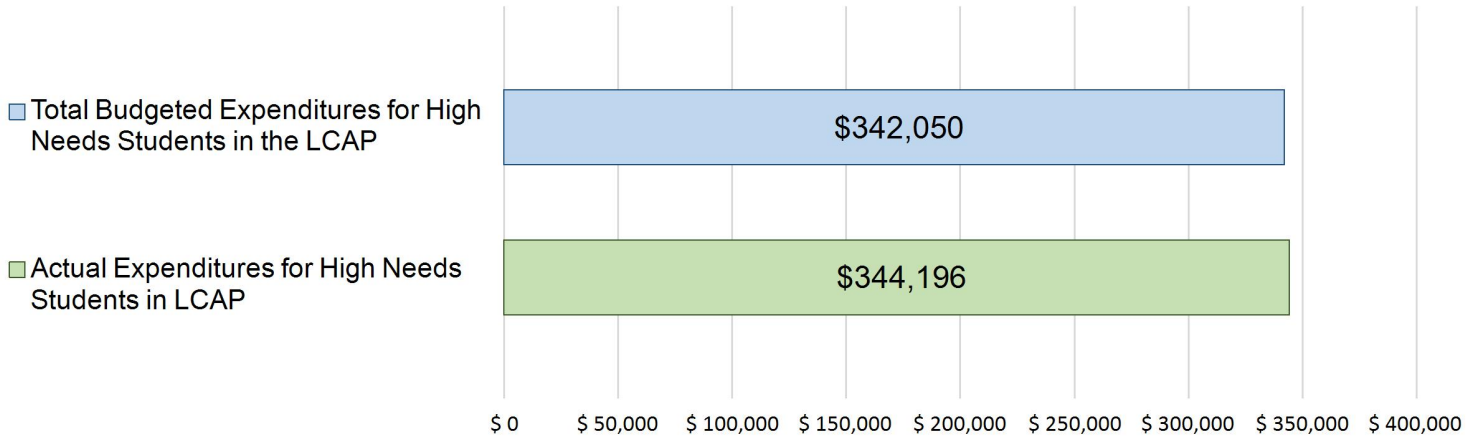 Total Budgeted Expenditures for High
Needs Students in the LCAP
$342,050
Actual Expenditures for High Needs
Students in LCAP
$344,196
$ 0 $ 50,000 $ 100,000 $ 150,000 $ 200,000 $ 250,000 $ 300,000 $ 350,000 $ 400,000